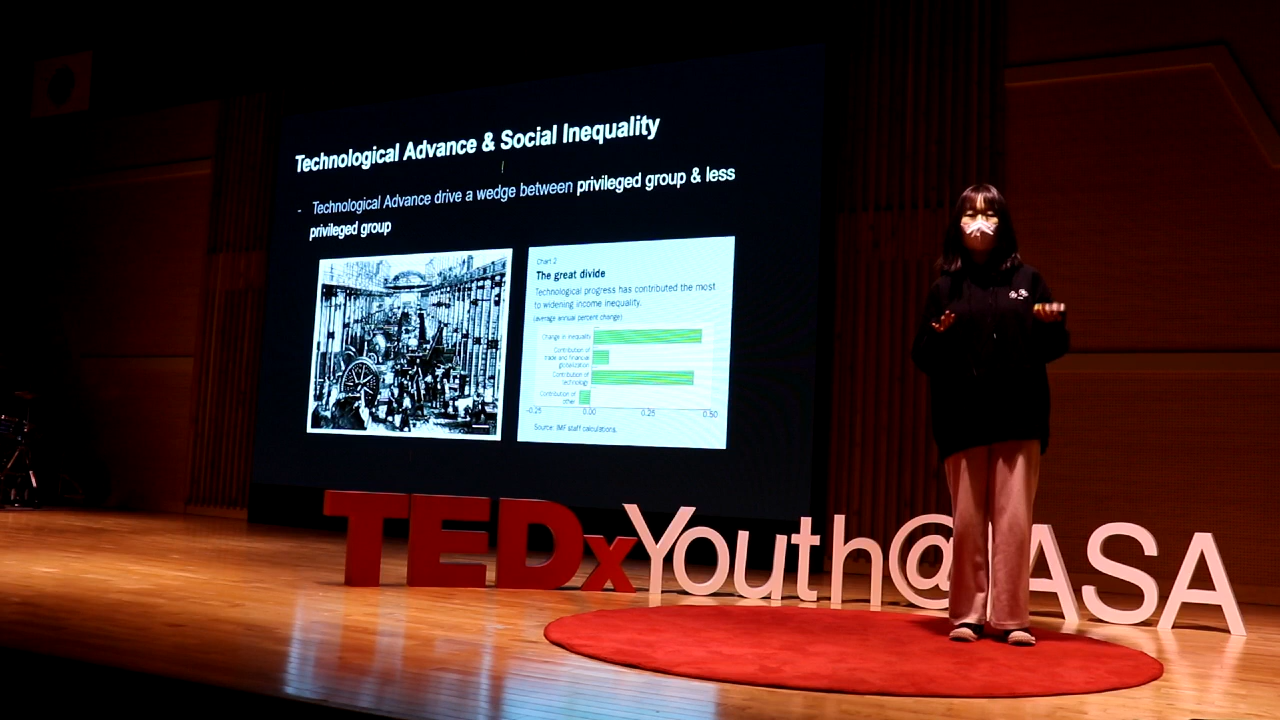 Technological Advance & Social Inequality
- Technological Advance drive a wedge between privileged group & less
privileged group
Chart 2
The great divide
Technological progress has contributed the most
to widening income inequality.
(average annual percent change)
Change in inequality
Contribution of
trade and financial
globalization
Contribution of
technology
Contribution of
other
-0.25 0.00 0.25 0.50
Source: IMF staff calculations.
TEDxYouth@ ASA